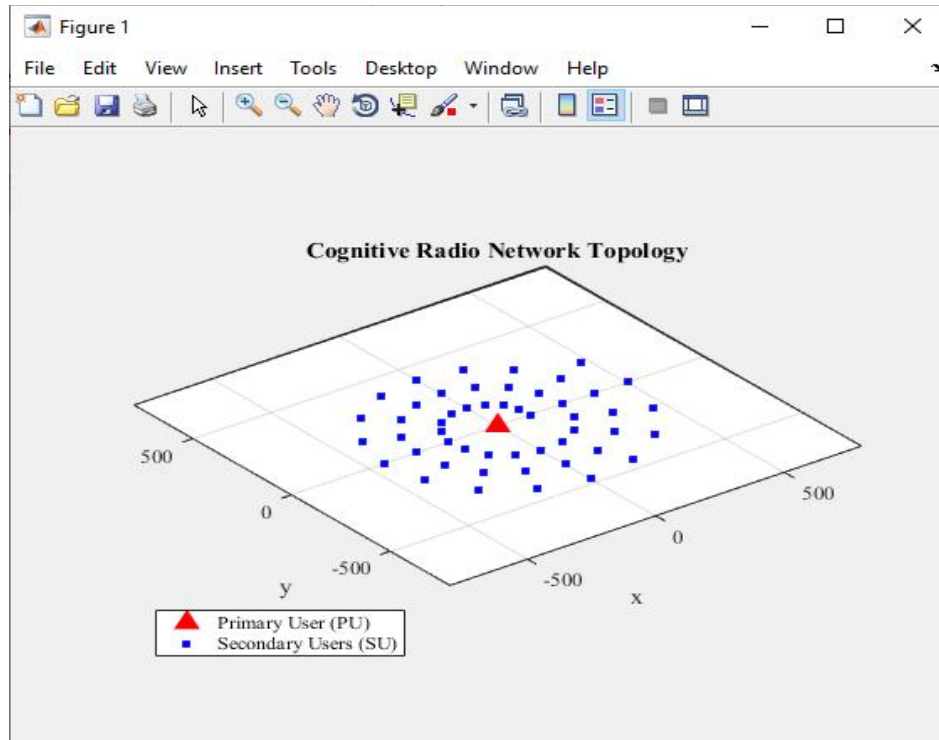 Figure 1
File Edit View Insert Tools Desktop Window Help
Cognitive Radio Network Topology
500
0
-500
y
500
0
-500
x
Primary User (PU)
Secondary Users (SU)